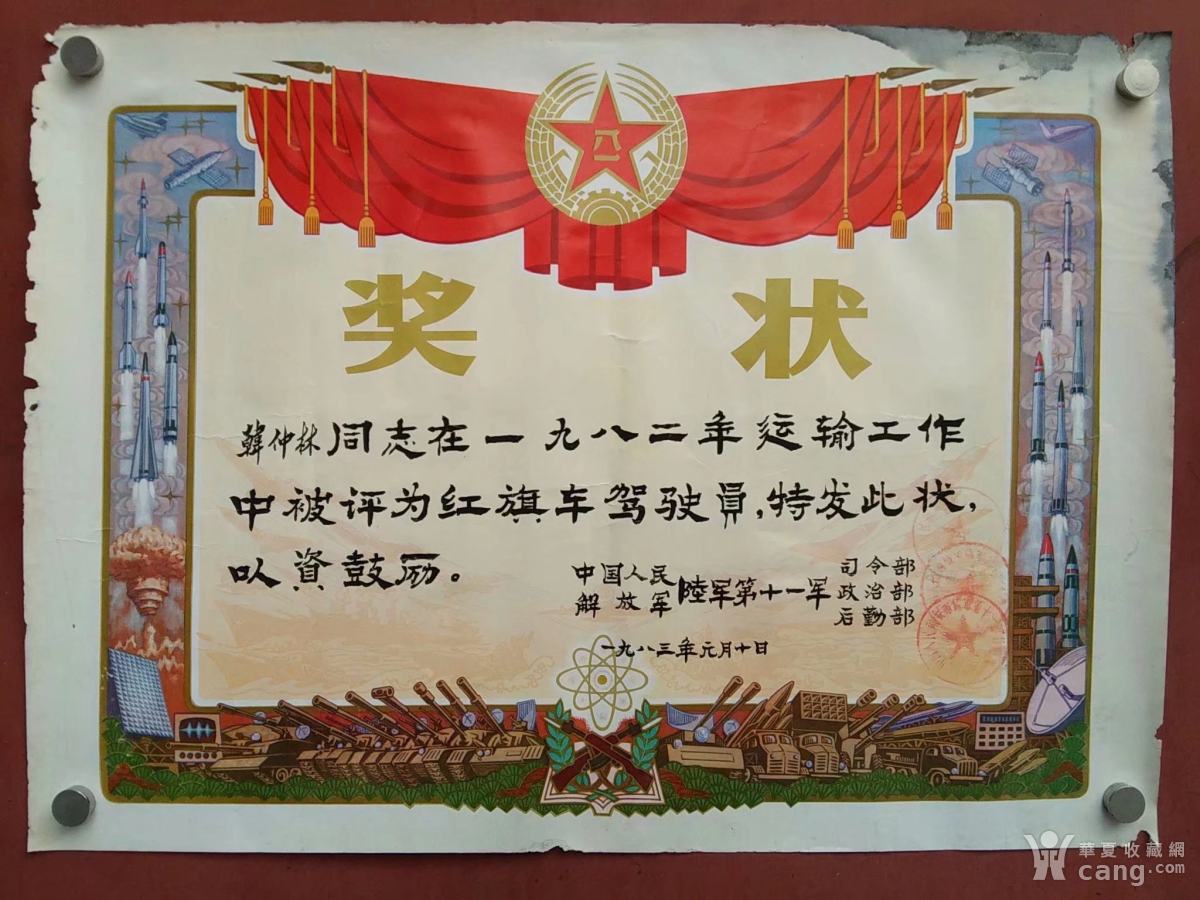 八一
奖状
韩仲林同志在一九八二年运输工作
中被评为红旗车驾驶员,特发此状,
以資鼓励。
中国人民
解放军
陸军第十一军
司令部
政治部
后勤部
一九八三年元月十日
華夏收藏網
cang.com